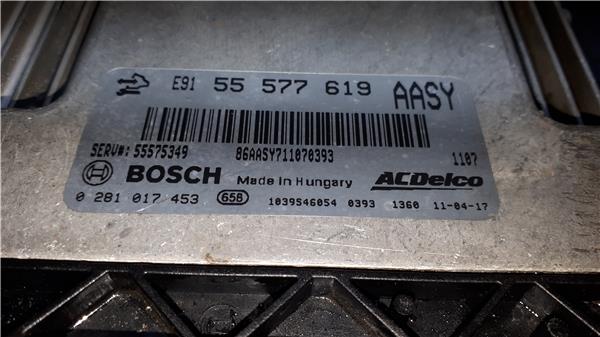 E91 55 577 619 AASY
SERV#: 55575349 86AASY711070393 1107
BOSCH Made in Hungary ACDelco
0 281 017 453 658 1039S46054 0393 1360 11-04-17